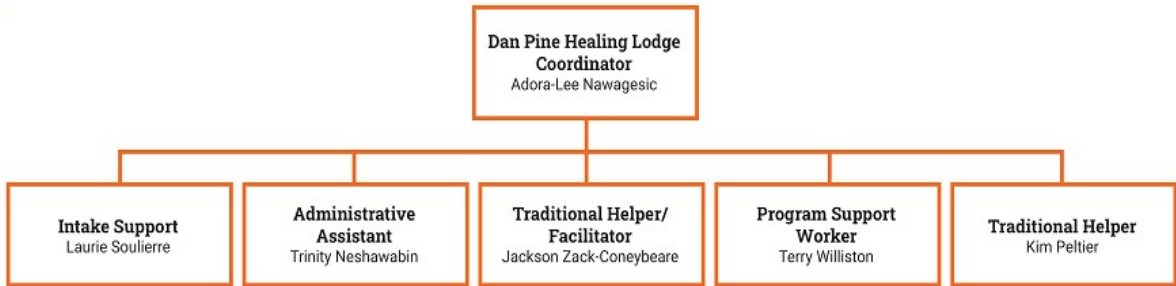 Dan Pine Healing Lodge
Coordinator
Adora-Lee Nawagesic
Intake Support
Laurie Soulierre
Administrative
Assistant
Trinity Neshawabin
Traditional Helper/
Facilitator
Jackson Zack-Coneybeare
Program Support
Worker
Terry Williston
Traditional Helper
Kim Peltier